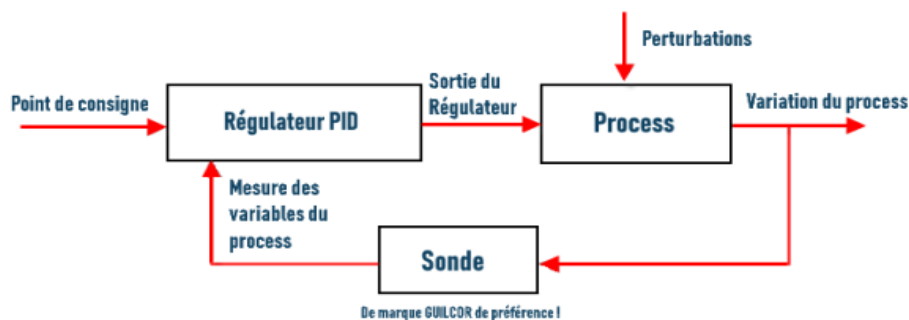 Perturbations
Point de consigne
Régulateur PID
Sortie du
Régulateur
Process
Variation du process
Mesure des
variables du
process
Sonde
De marque GUILCOR de préférence !